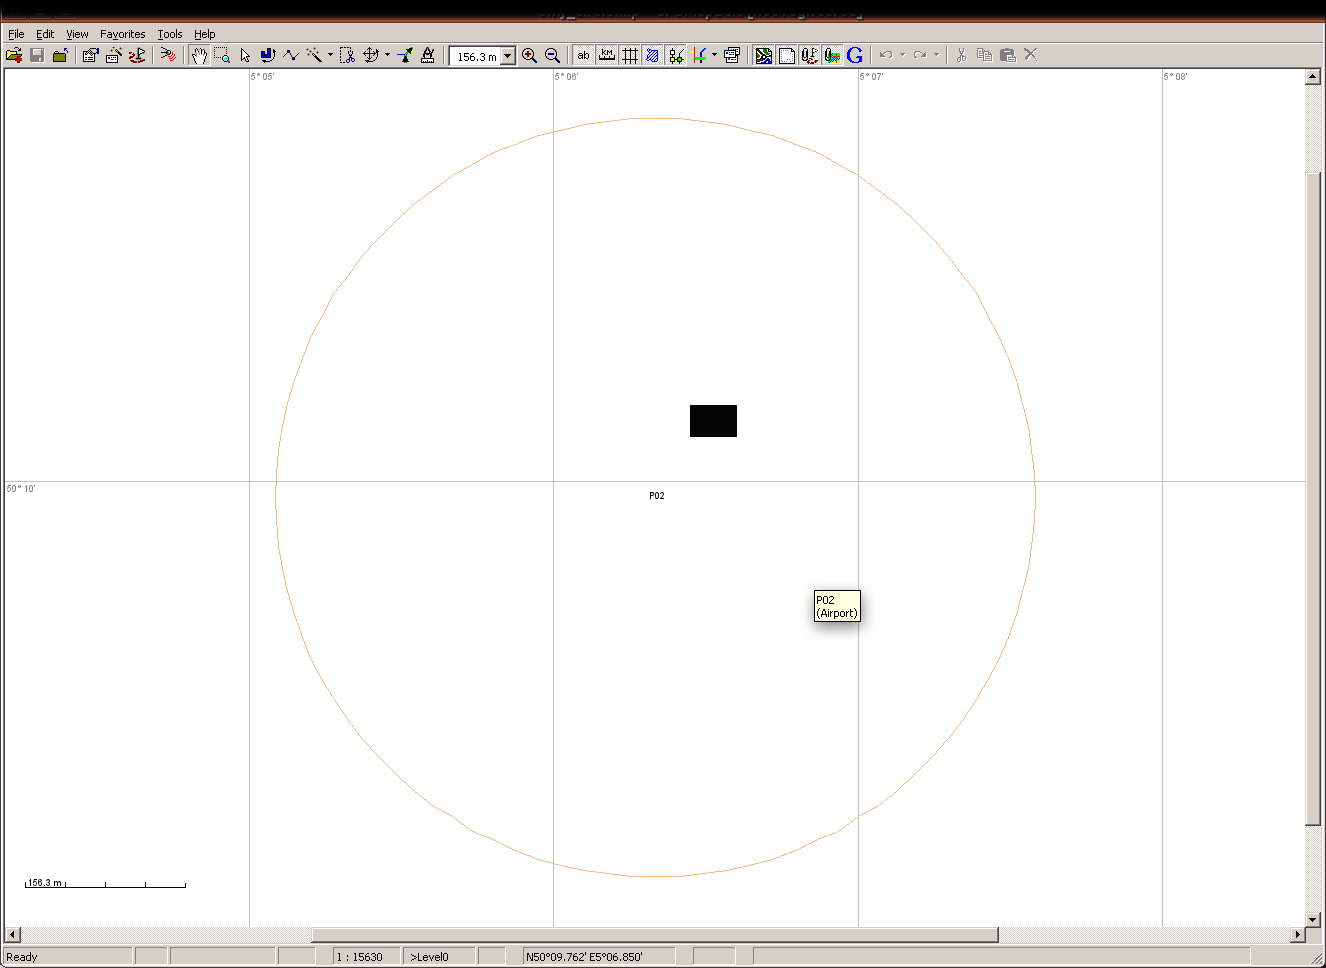 File Edit View Favorites Tools Help
156.3 m ab KM G
5° 05' 5° 06' 5° 07' 5° 08'
50° 10'
P02
P02
(Airport)
156.3 m
Ready 1 : 15630 >Level0 N50°09.762' E5°06.850'